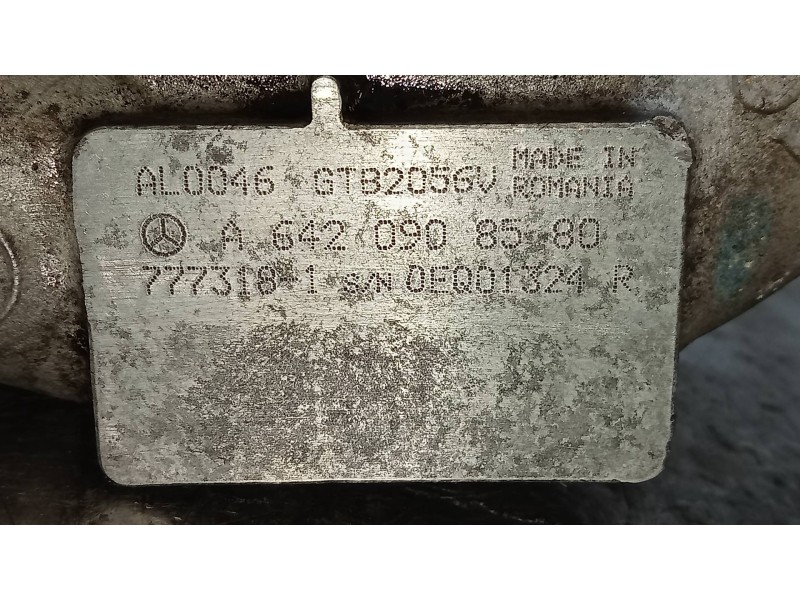 AL0046 GTB2056V MADE IN
ROMANIA
A 642 090 85 80
777318-1 S/N 0EQ01324 R